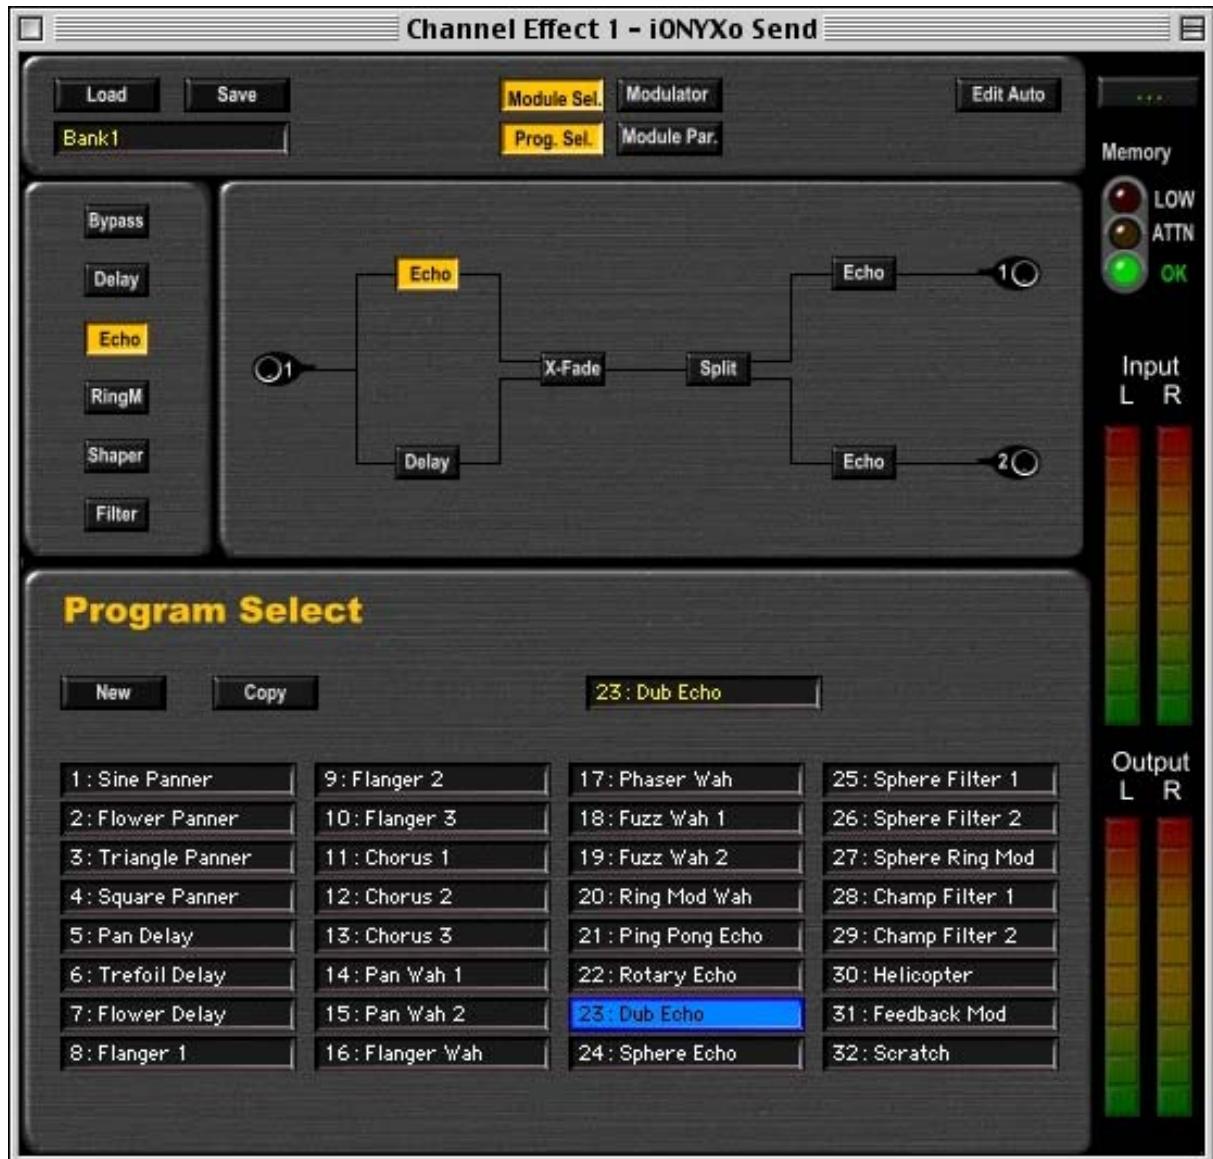 Channel Effect 1 - iONYXo Send
Load Save Module Sel. Modulator Edit Auto ...
Bank1 Prog. Sel. Module Par.
Memory
LOW
ATTN
OK
Bypass
Delay
Echo
RingM
Shaper
Filter
Echo Echo 1
1 X-Fade Split
Delay Echo 2
Input
L R
Program Select
New Copy 23: Dub Echo
Output
L R
1: Sine Panner
2: Flower Panner
3: Triangle Panner
4: Square Panner
5: Pan Delay
6: Trefoil Delay
7: Flower Delay
8: Flanger 1
9: Flanger 2
10: Flanger 3
11: Chorus 1
12: Chorus 2
13: Chorus 3
14: Pan Wah 1
15: Pan Wah 2
16: Flanger Wah
17: Phaser Wah
18: Fuzz Wah 1
19: Fuzz Wah 2
20: Ring Mod Wah
21: Ping Pong Echo
22: Rotary Echo
23: Dub Echo
24: Sphere Echo
25: Sphere Filter 1
26: Sphere Filter 2
27: Sphere Ring Mod
28: Champ Filter 1
29: Champ Filter 2
30: Helicopter
31: Feedback Mod
32: Scratch